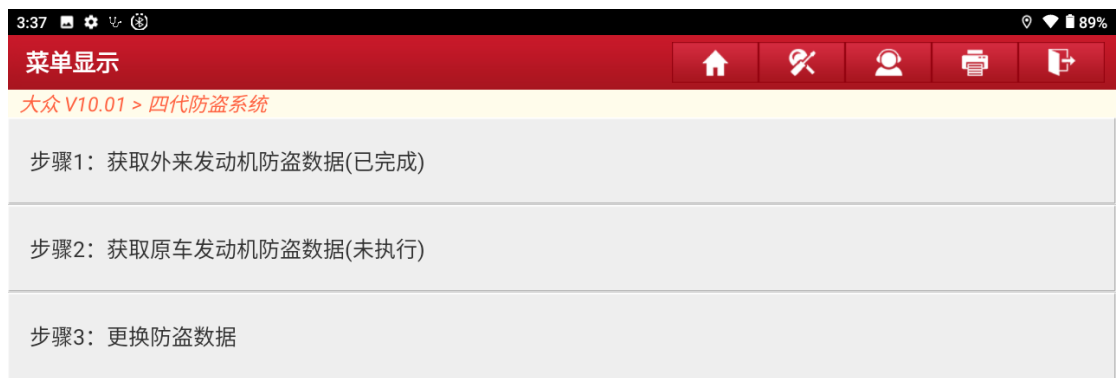 3:37
89%
菜单显示
大众 V10.01 > 四代防盗系统
步骤1：获取外来发动机防盗数据(已完成)
步骤2：获取原车发动机防盗数据(未执行)
步骤3：更换防盗数据